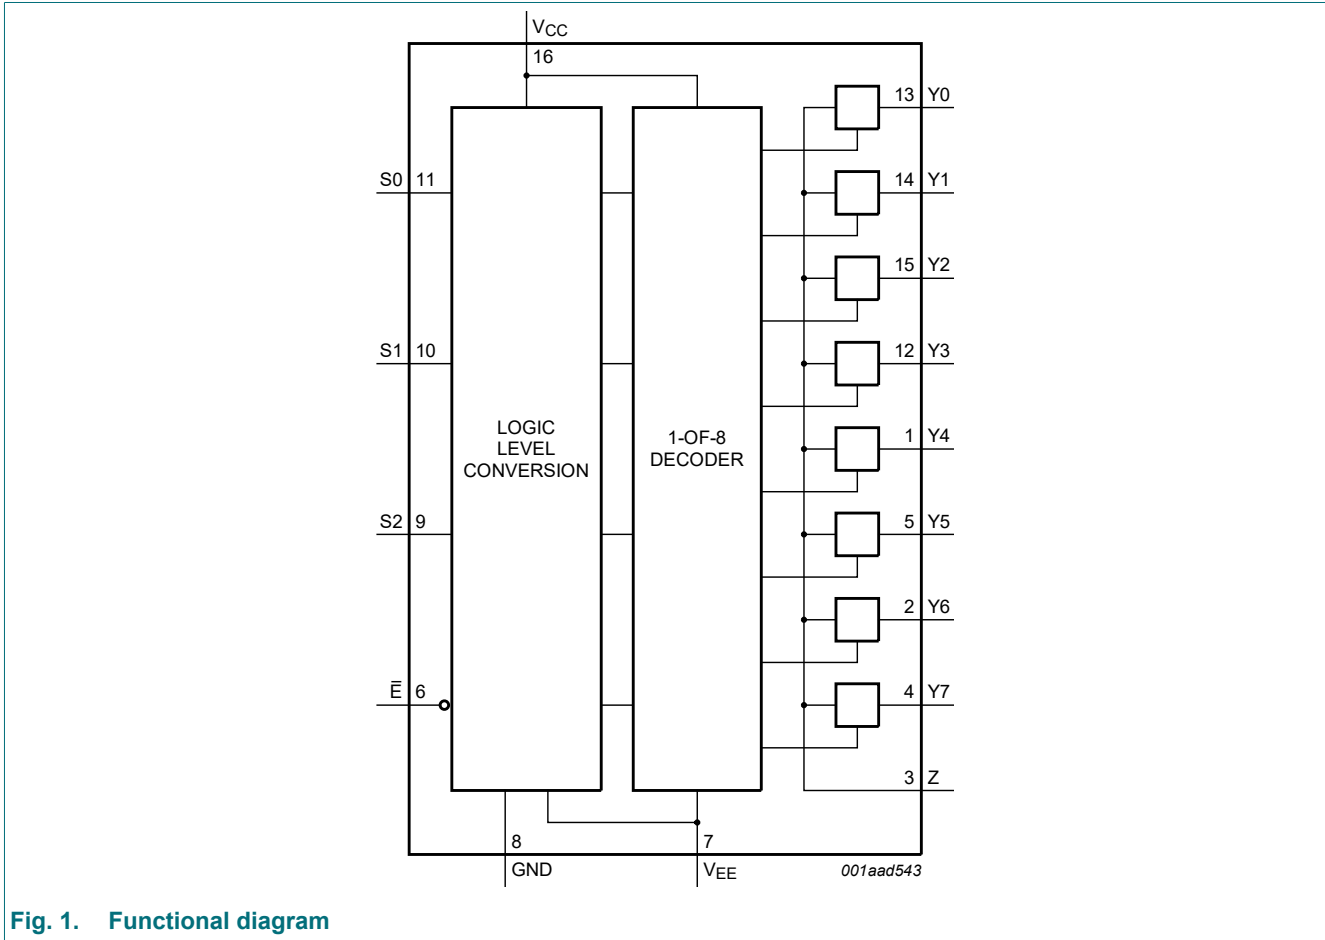 VCC
16
13 Y0
S0 11
14 Y1
15 Y2
S1 10
12 Y3
LOGIC
LEVEL
CONVERSION
1-OF-8
DECODER
1 Y4
S2 9
5 Y5
2 Y6
E̅ 6
4 Y7
3 Z
8
GND
7
VEE
001aad543
Fig. 1. Functional diagram